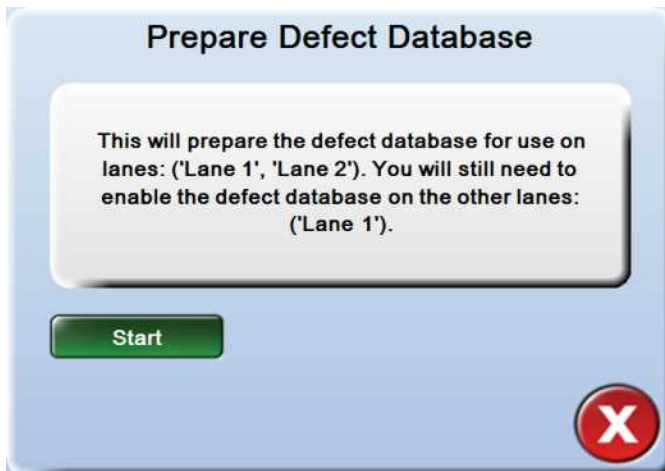 Prepare Defect Database
This will prepare the defect database for use on
lanes: ('Lane 1', 'Lane 2'). You will still need to
enable the defect database on the other lanes:
('Lane 1').
Start
X